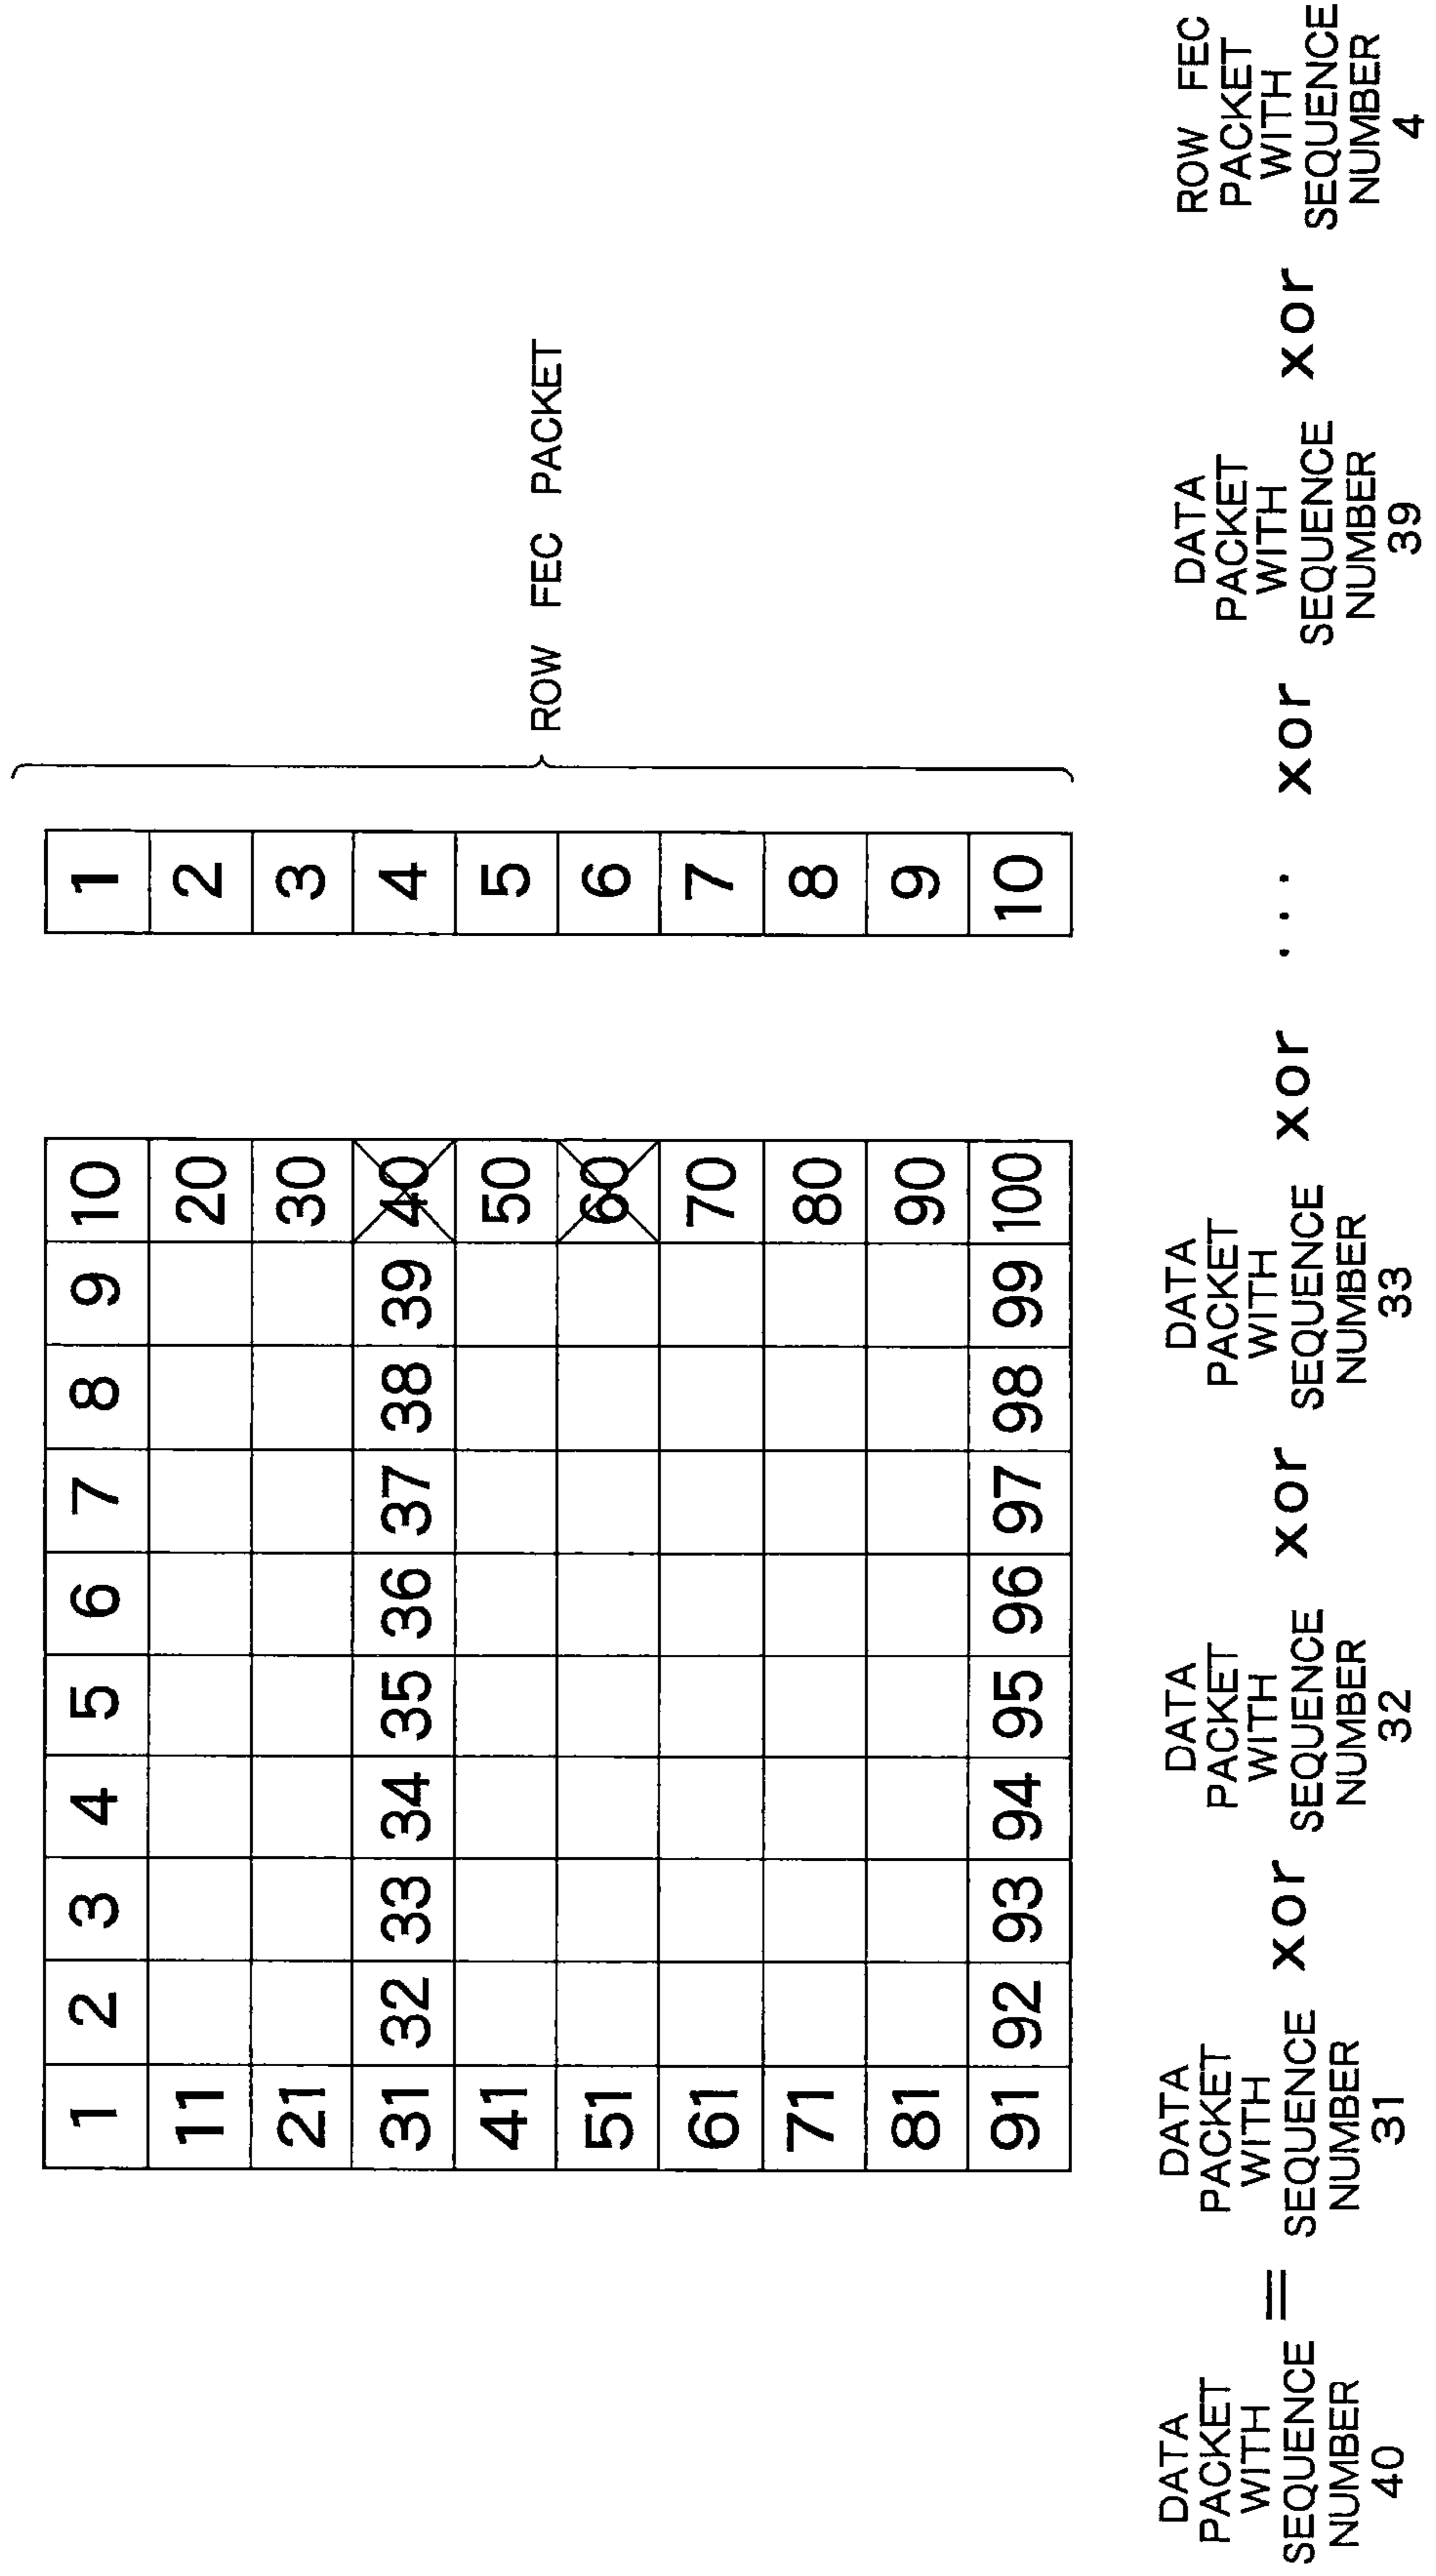 1 2 3 4 5 6 7 8 9 10 1
11 20 2
21 30 3
31 32 33 34 35 36 37 38 39 40 4
41 50 5
51 60 6
61 70 7
71 80 8
81 90 9
91 92 93 94 95 96 97 98 99 100 10
ROW FEC PACKET
DATA
PACKET
WITH
SEQUENCE
NUMBER
40
=
DATA
PACKET
WITH
SEQUENCE
NUMBER
31
xor
DATA
PACKET
WITH
SEQUENCE
NUMBER
32
xor
DATA
PACKET
WITH
SEQUENCE
NUMBER
33
xor
...
xor
DATA
PACKET
WITH
SEQUENCE
NUMBER
39
xor
ROW FEC
PACKET
WITH
SEQUENCE
NUMBER
4